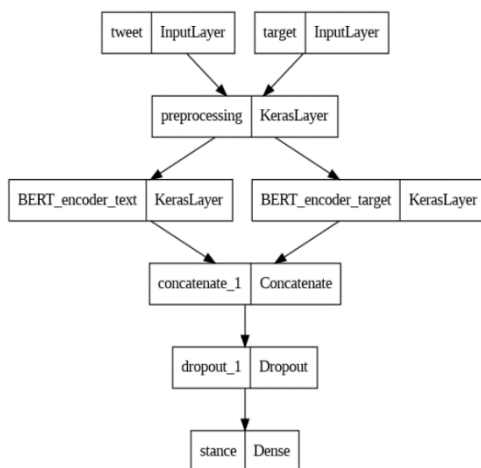 tweet InputLayer target InputLayer
preprocessing KerasLayer
BERT_encoder_text KerasLayer BERT_encoder_target KerasLayer
concatenate_1 Concatenate
dropout_1 Dropout
stance Dense